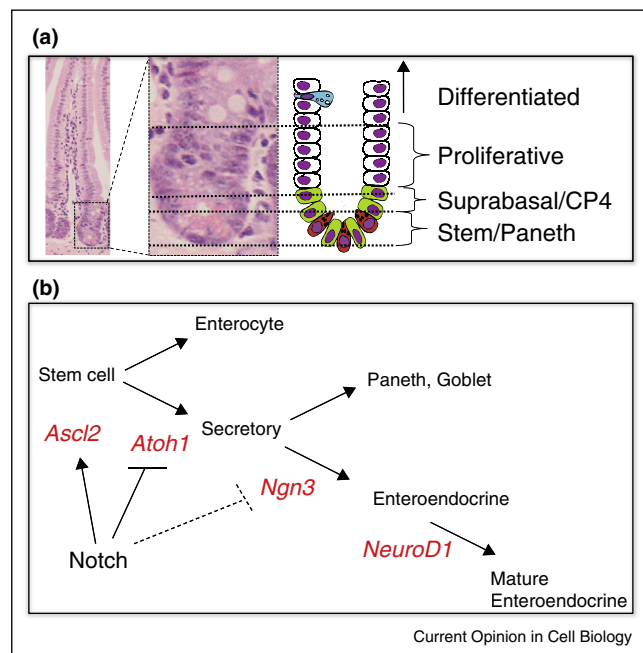 (a)
Differentiated
Proliferative
Suprabasal/CP4
Stem/Paneth
(b)
Enterocyte
Stem cell
Paneth, Goblet
Secretory
Ascl2
Atoh1
Ngn3
Enteroendocrine
Notch
NeuroD1
Mature
Enteroendocrine
Current Opinion in Cell Biology